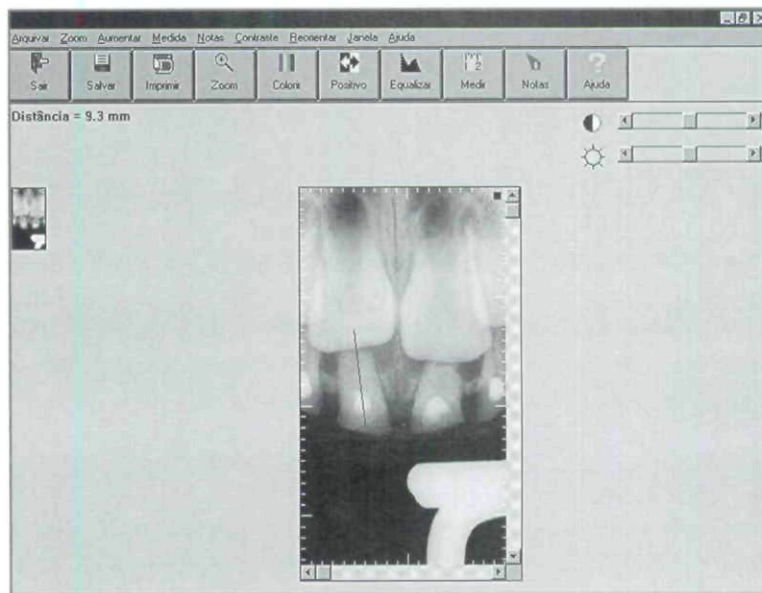 Arquivar Zoom Aumentar Medida Notas Contraste Reorientar Janela Ajuda
Sair Salvar Imprimir Zoom Colorir Positivo Equalizar Medir Notas Ajuda
Distância = 9.3 mm